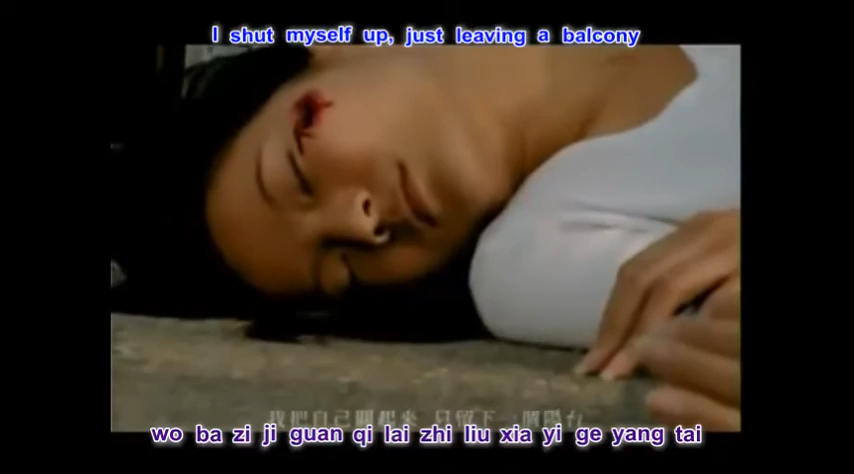 I shut myself up, just leaving a balcony
我把自己關起來 只留下一個陽台
wo ba zi ji guan qi lai zhi liu xia yi ge yang tai